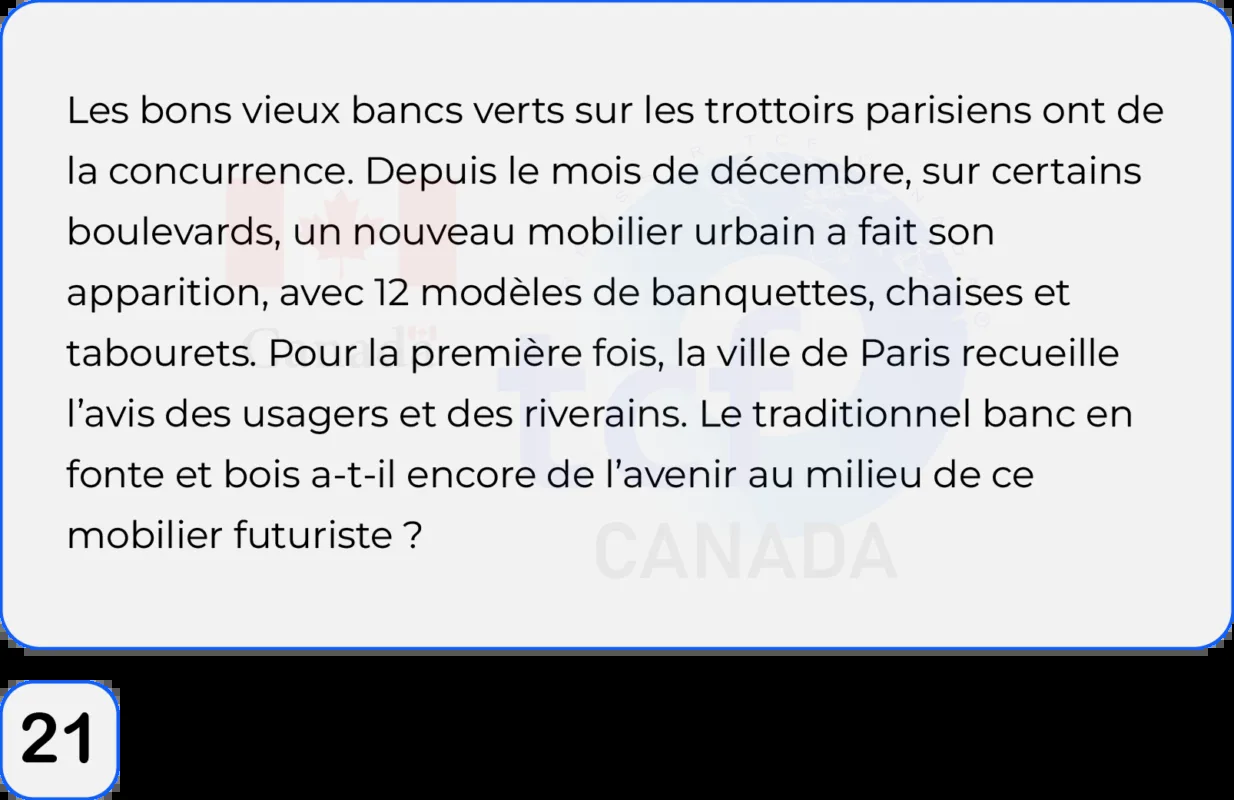 Les bons vieux bancs verts sur les trottoirs parisiens ont de
la concurrence. Depuis le mois de décembre, sur certains
boulevards, un nouveau mobilier urbain a fait son
apparition, avec 12 modèles de banquettes, chaises et
tabourets. Pour la première fois, la ville de Paris recueille
l'avis des usagers et des riverains. Le traditionnel banc en
fonte et bois a-t-il encore de l'avenir au milieu de ce
mobilier futuriste ?
Canada
tcf
CANADA
21